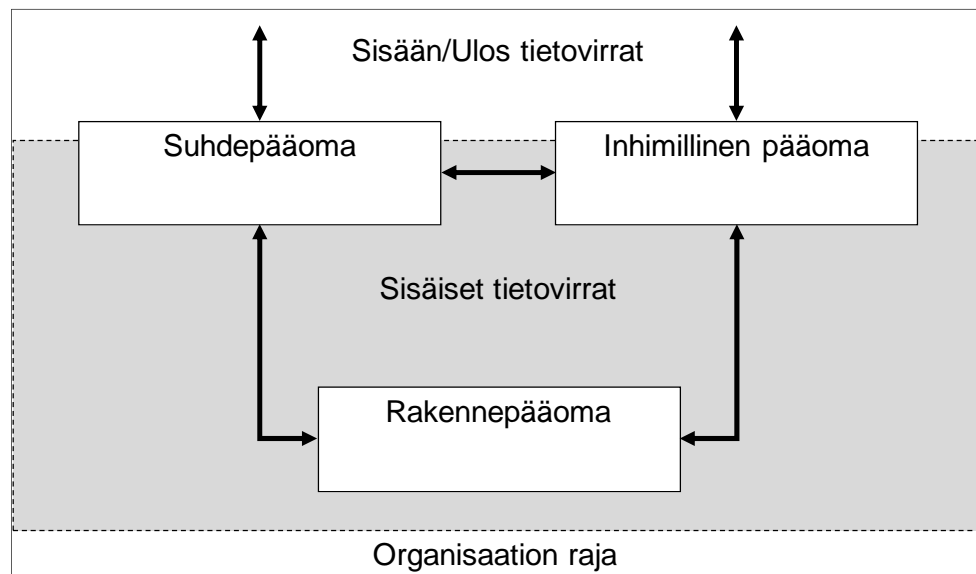 Sisään/Ulos tietovirrat
Suhdepääoma
Inhimillinen pääoma
Sisäiset tietovirrat
Rakennepääoma
Organisaation raja